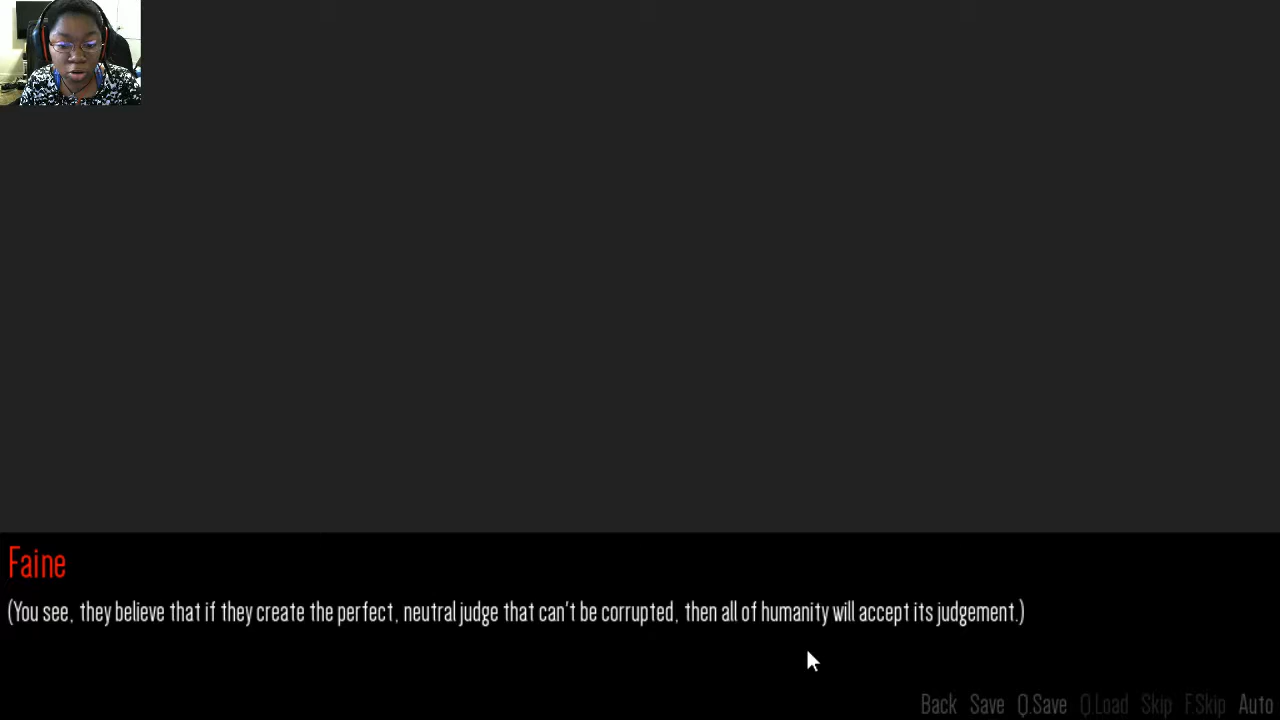 Faine
(You see, they believe that if they create the perfect, neutral judge that can't be corrupted, then all of humanity will accept its judgement.)
Back Save Q.Save Q.Load Skip F.Skip Auto